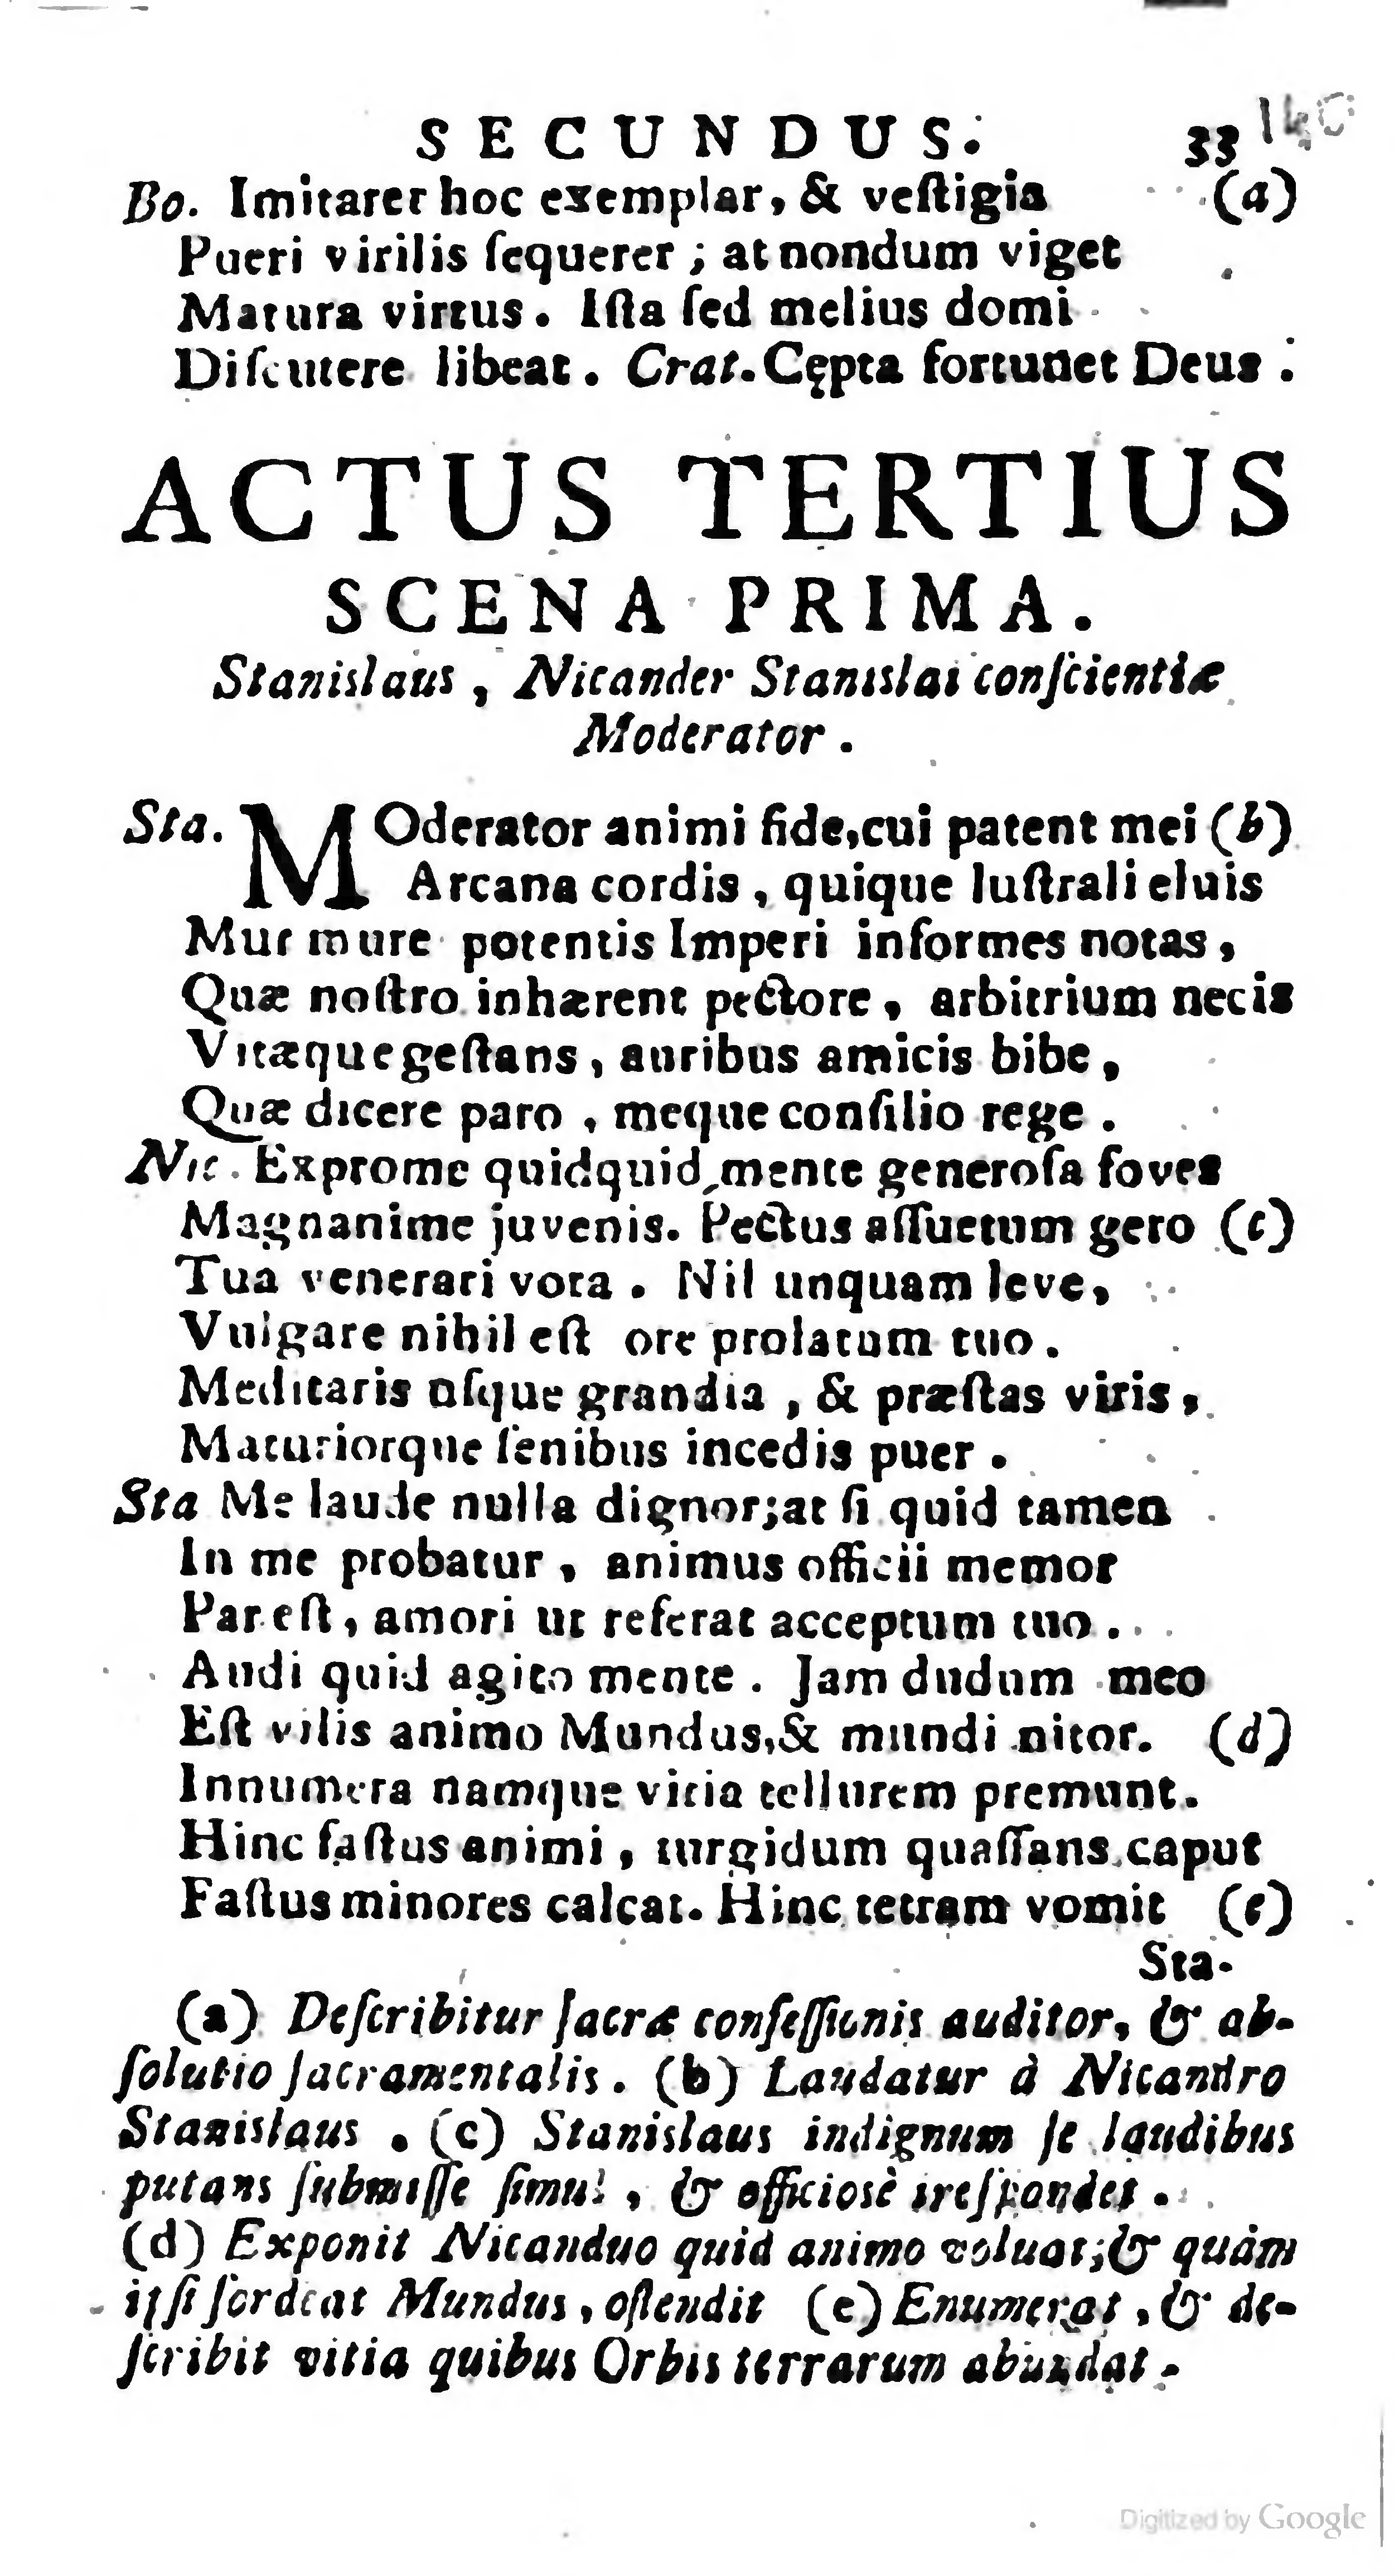 SECUNDUS. 33
Bo. Imitarer hoc exemplar, & veſtigia (a)
Pueri virilis ſequerer ; at nondum viget
Matura virtus. Iſta ſed melius domi
Diſcutere libeat. Crat. Cępta fortunet Deus.
ACTUS TERTIUS
SCENA PRIMA.
Stanislaus, Nicander Stanislai conſcientiæ
Moderator.
Sta. MOderator animi fide, cui patent mei (b)
Arcana cordis, quique luſtrali eluis
Murmure potentis Imperi informes notas,
Quæ noſtro inhærent pectore, arbitrium necis
Vitæque geſtans, auribus amicis bibe,
Quæ dicere paro, meque conſilio rege.
Nic. Exprome quidquid mente generoſa foves
Magnanime juvenis. Pectus aſſuetum gero (c)
Tua venerari vota. Nil unquam leve,
Vulgare nihil eſt ore prolatum tuo.
Meditaris uſque grandia, & præſtas viris,
Maturiorque ſenibus incedis puer.
Sta Me laude nulla dignor; at ſi quid tamen
In me probatur, animus officii memor
Par eſt, amori ut referat acceptum tuo.
Audi quid agito mente. Jam dudum meo
Eſt vilis animo Mundus, & mundi nitor. (d)
Innumera namque vitia tellurem premunt.
Hinc faſtus animi, turgidum quaſſans caput
Faſtus minores calcat. Hinc tetram vomit (e)
Sta-
(a) Deſcribitur ſacræ confeſſionis auditor, & ab-
ſolutio ſacramentalis. (b) Laudatur à Nicandro
Stanislaus. (c) Stanislaus indignum ſe laudibus
putans ſubmiſſe ſimul, & officiosè reſpondet.
(d) Exponit Nicanduo quid animo voluat; & quàm
ipſi ſordeat Mundus, oſtendit (e) Enumerat, & de-
ſcribit vitia quibus Orbis terrarum abundat.
Digitized by Google